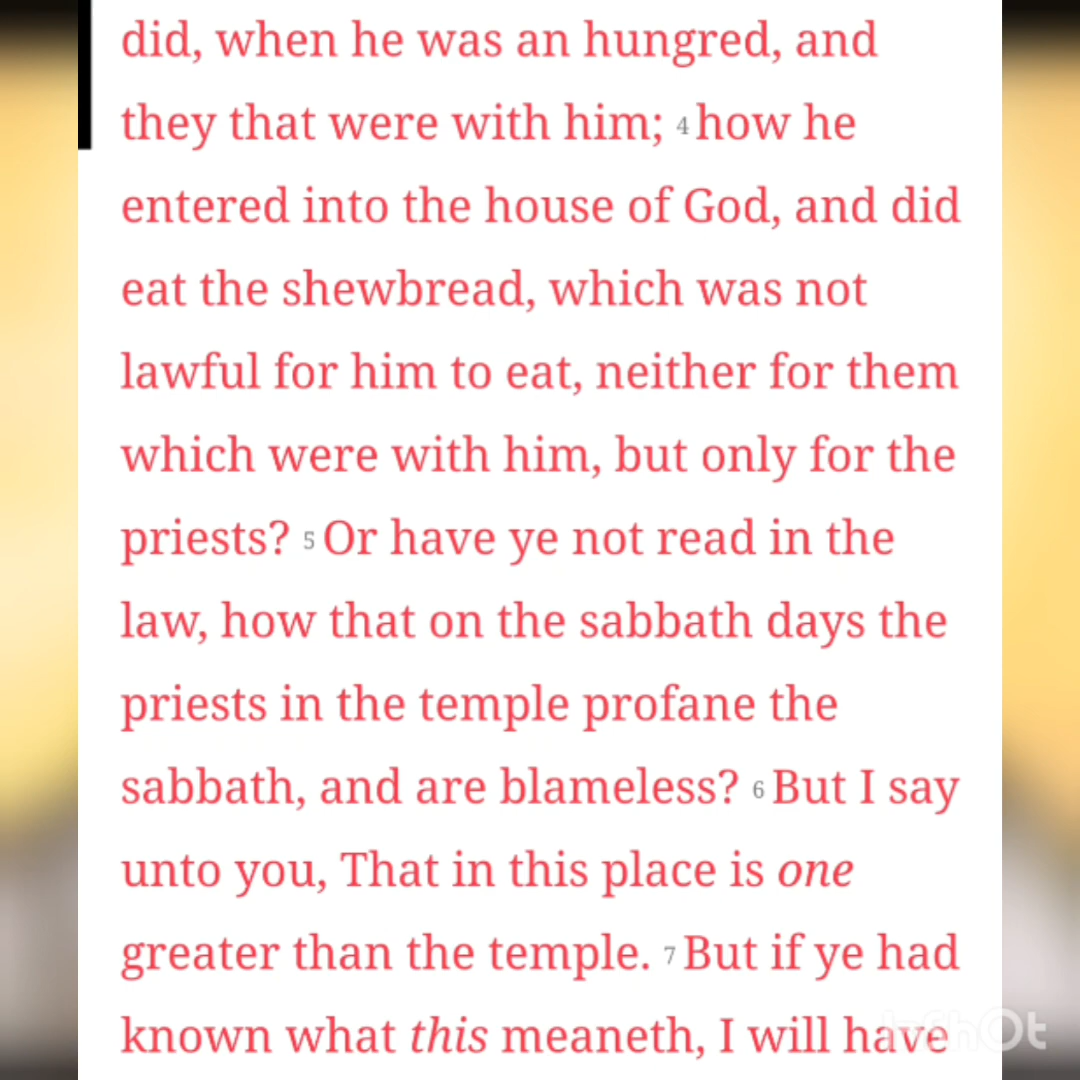 did, when he was an hungred, and
they that were with him; 4 how he
entered into the house of God, and did
eat the shewbread, which was not
lawful for him to eat, neither for them
which were with him, but only for the
priests? 5 Or have ye not read in the
law, how that on the sabbath days the
priests in the temple profane the
sabbath, and are blameless? 6 But I say
unto you, That in this place is one
greater than the temple. 7 But if ye had
known what this meaneth, I will have
InShOt